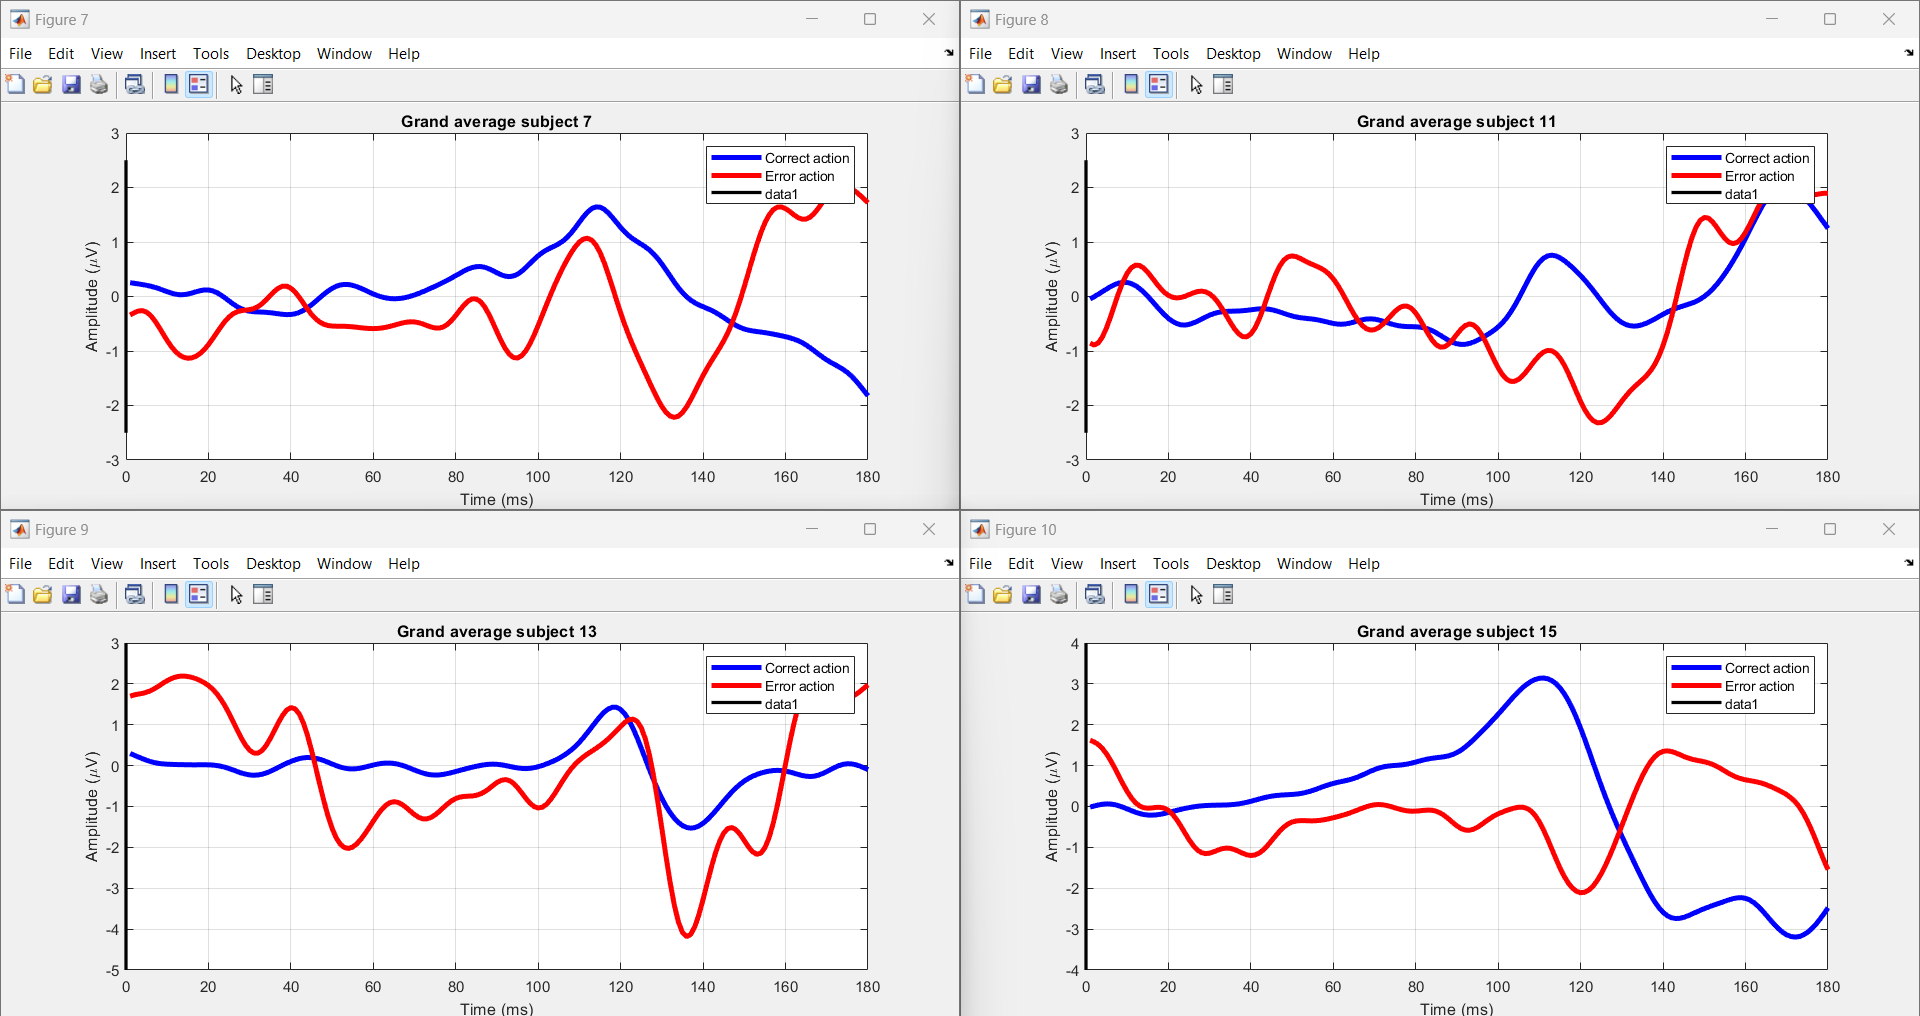 Figure 7
File Edit View Insert Tools Desktop Window Help
Grand average subject 7
Correct action
Error action
data1
Amplitude (μV)
3
2
1
0
-1
-2
-3
0 20 40 60 80 100 120 140 160 180
Time (ms)
Figure 8
File Edit View Insert Tools Desktop Window Help
Grand average subject 11
Correct action
Error action
data1
Amplitude (μV)
3
2
1
0
-1
-2
-3
0 20 40 60 80 100 120 140 160 180
Time (ms)
Figure 9
File Edit View Insert Tools Desktop Window Help
Grand average subject 13
Correct action
Error action
data1
Amplitude (μV)
3
2
1
0
-1
-2
-3
-4
-5
0 20 40 60 80 100 120 140 160 180
Time (ms)
Figure 10
File Edit View Insert Tools Desktop Window Help
Grand average subject 15
Correct action
Error action
data1
Amplitude (μV)
4
3
2
1
0
-1
-2
-3
-4
0 20 40 60 80 100 120 140 160 180
Time (ms)